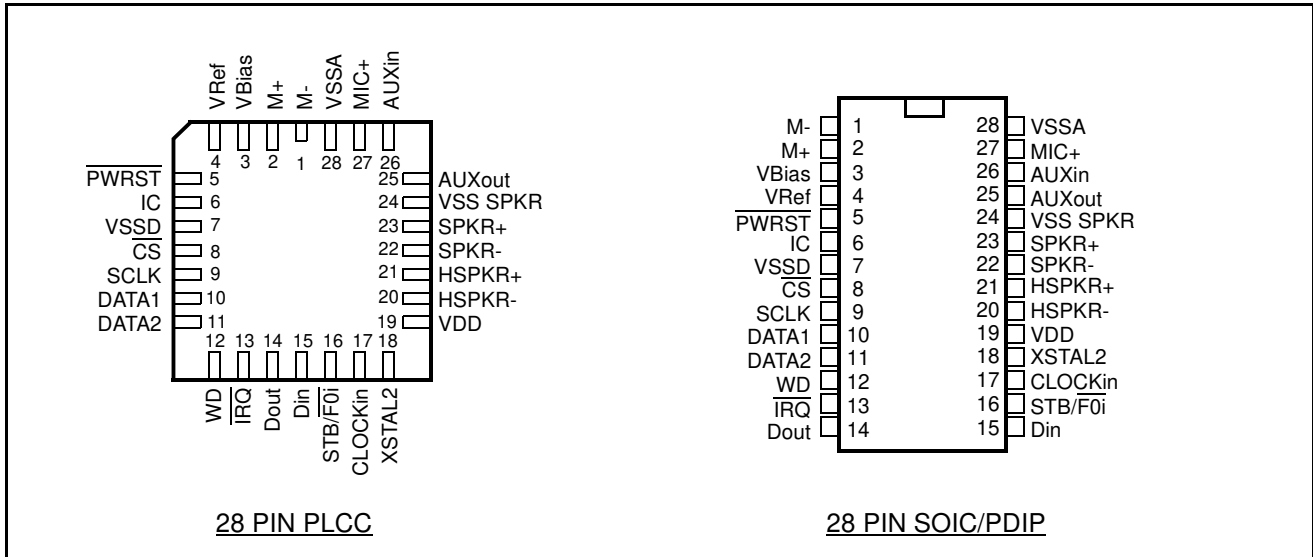 VRef
VBias
M+
M-
VSSA
MIC+
AUXin
4
3
2
1
28
27
26
PWRST 5
IC 6
VSSD 7
CS 8
SCLK 9
DATA1 10
DATA2 11
25 AUXout
24 VSS SPKR
23 SPKR+
22 SPKR-
21 HSPKR+
20 HSPKR-
19 VDD
12
13
14
15
16
17
18
WD
IRQ
Dout
Din
STB/F0i
CLOCKin
XSTAL2
28 PIN PLCC
M- 1
M+ 2
VBias 3
VRef 4
PWRST 5
IC 6
VSSD 7
CS 8
SCLK 9
DATA1 10
DATA2 11
WD 12
IRQ 13
Dout 14
28 VSSA
27 MIC+
26 AUXin
25 AUXout
24 VSS SPKR
23 SPKR+
22 SPKR-
21 HSPKR+
20 HSPKR-
19 VDD
18 XSTAL2
17 CLOCKin
16 STB/F0i
15 Din
28 PIN SOIC/PDIP